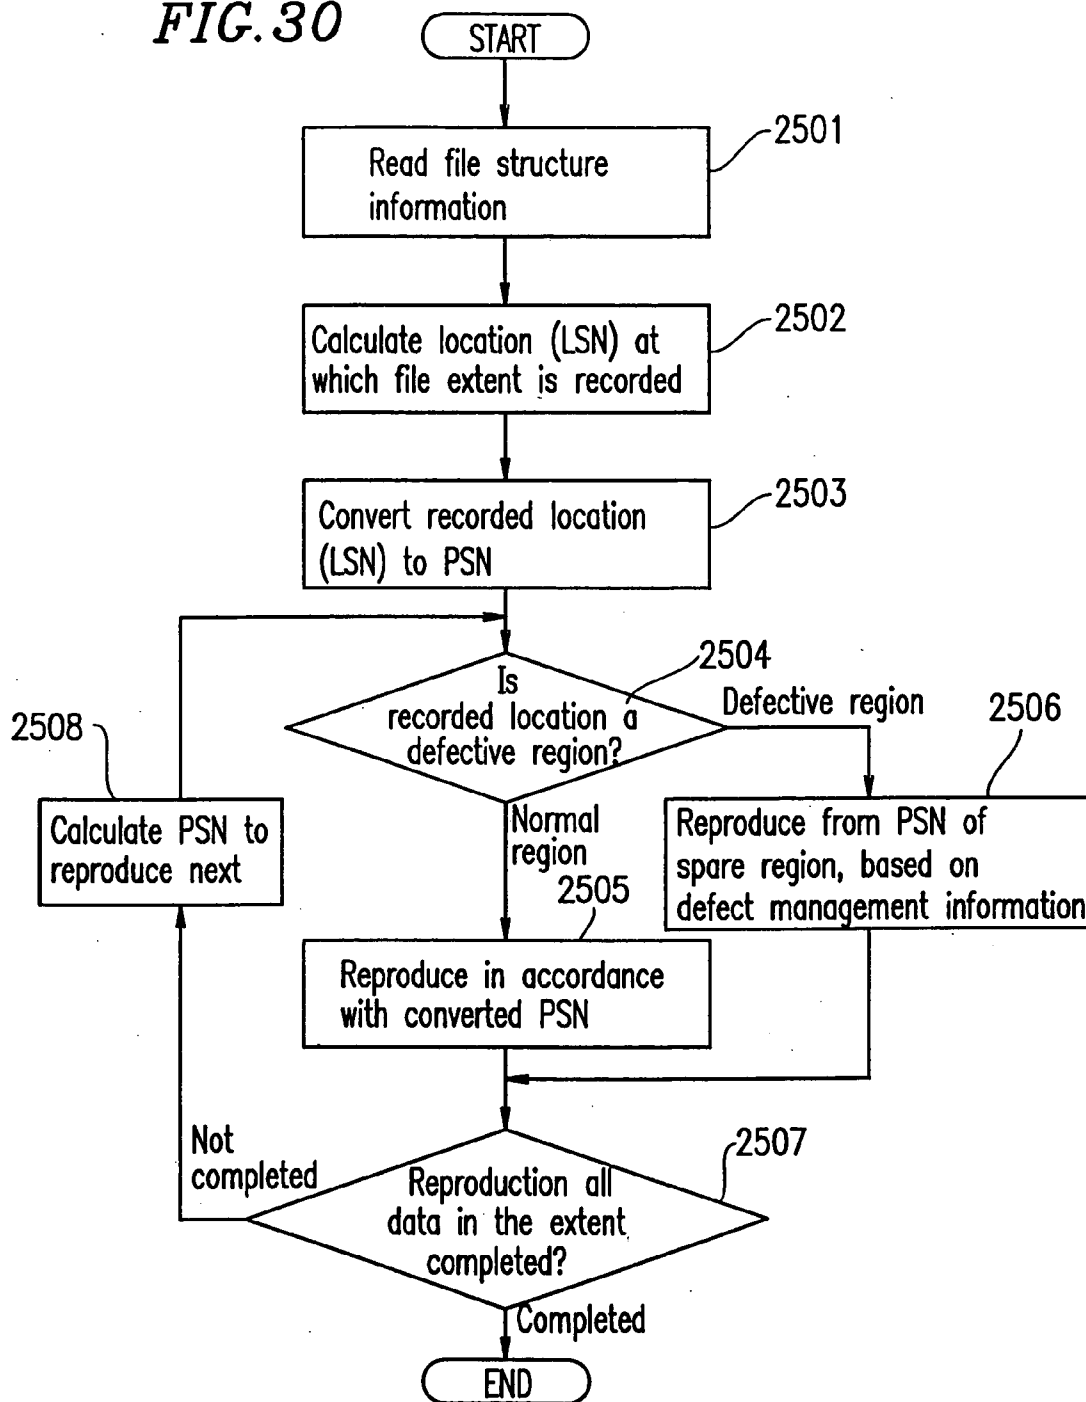 FIG.30
START
2501
Read file structure
information
2502
Calculate location (LSN) at
which file extent is recorded
2503
Convert recorded location
(LSN) to PSN
2504
Is
recorded location a
defective region?
Defective region
2506
2508
Calculate PSN to
reproduce next
Normal
region
Reproduce from PSN of
spare region, based on
defect management information
2505
Reproduce in accordance
with converted PSN
Not
completed
2507
Reproduction all
data in the extent
completed?
Completed
END